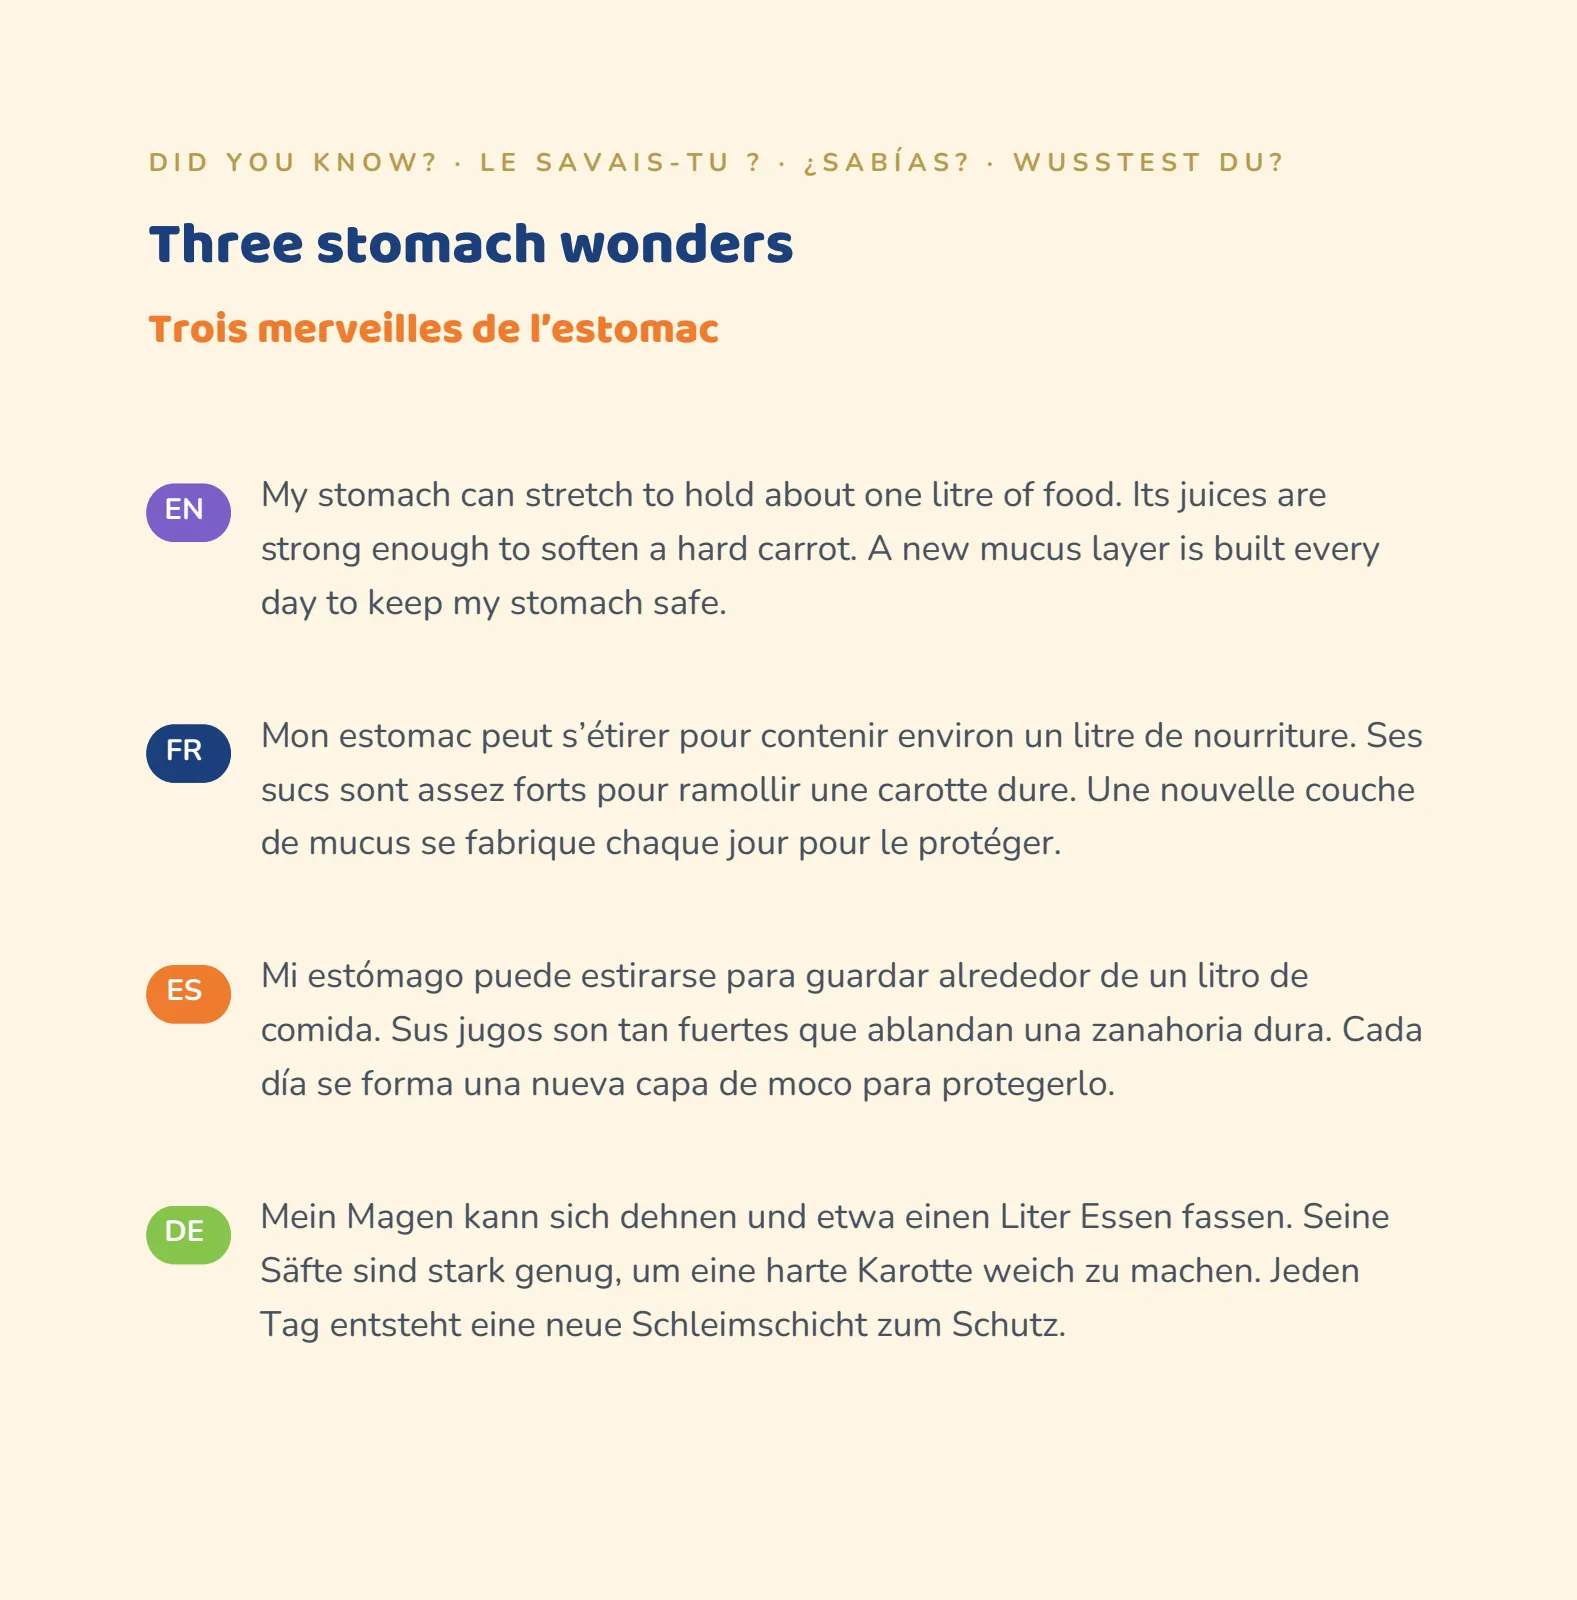 DID YOU KNOW? · LE SAVAIS-TU ? · ¿SABÍAS? · WUSSTEST DU?
Three stomach wonders
Trois merveilles de l’estomac
EN
My stomach can stretch to hold about one litre of food. Its juices are
strong enough to soften a hard carrot. A new mucus layer is built every
day to keep my stomach safe.
FR
Mon estomac peut s’étirer pour contenir environ un litre de nourriture. Ses
sucs sont assez forts pour ramollir une carotte dure. Une nouvelle couche
de mucus se fabrique chaque jour pour le protéger.
ES
Mi estómago puede estirarse para guardar alrededor de un litro de
comida. Sus jugos son tan fuertes que ablandan una zanahoria dura. Cada
día se forma una nueva capa de moco para protegerlo.
DE
Mein Magen kann sich dehnen und etwa einen Liter Essen fassen. Seine
Säfte sind stark genug, um eine harte Karotte weich zu machen. Jeden
Tag entsteht eine neue Schleimschicht zum Schutz.